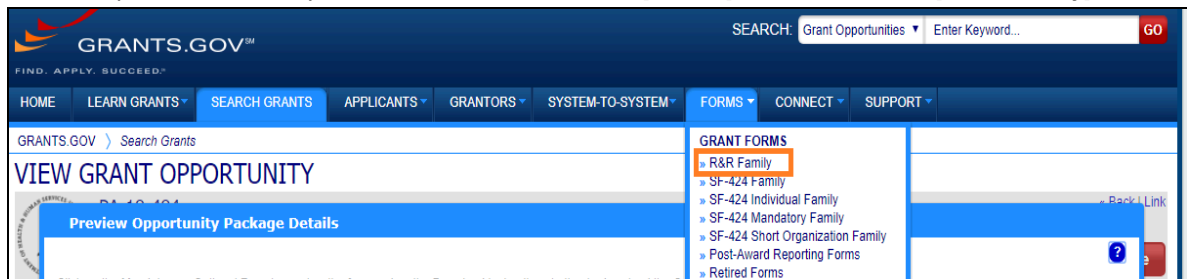 SEARCH: Grant Opportunities Enter Keyword... GO
GRANTS.GOV℠
FIND. APPLY. SUCCEED.
HOME LEARN GRANTS SEARCH GRANTS APPLICANTS GRANTORS SYSTEM-TO-SYSTEM FORMS CONNECT SUPPORT
GRANTS.GOV 〉 Search Grants
GRANT FORMS
» R&R Family
» SF-424 Family
» SF-424 Individual Family
» SF-424 Mandatory Family
» SF-424 Short Organization Family
» Post-Award Reporting Forms
» Retired Forms
VIEW GRANT OPPORTUNITY
« Back | Link
Preview Opportunity Package Details
?